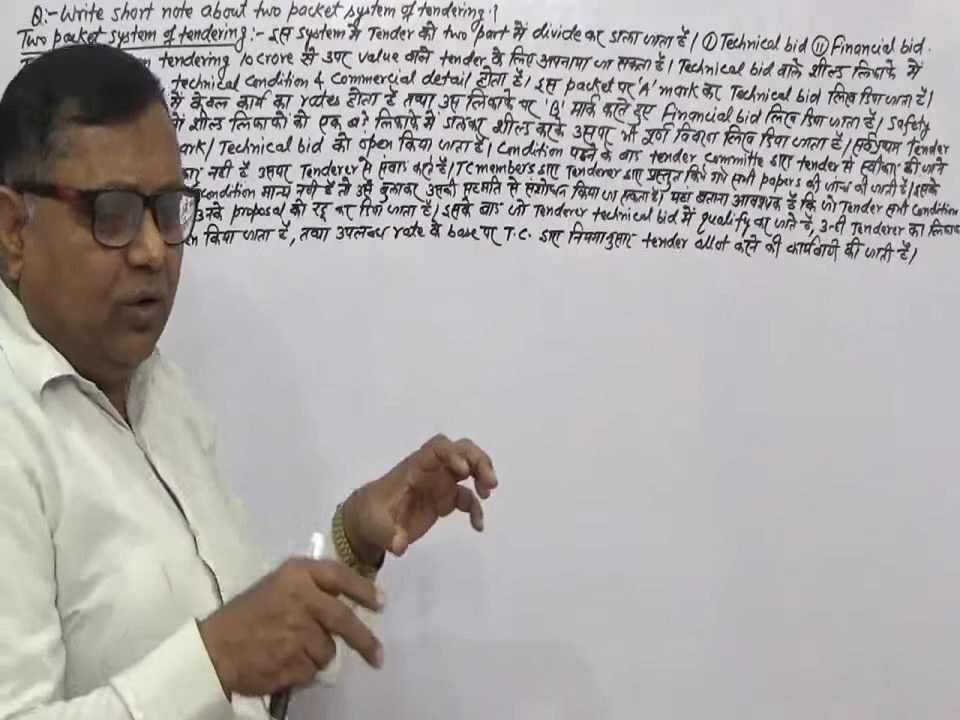 Q:- Write short note about two packet system of tendering?
Two packet system of tendering:- इस system में Tender को two part में divide कर डाला जाता है। ① Technical bid ⑪ Financial bid.
tendering 10 crore से उपर value वाले tender के लिए अपनाया जा सकता है। Technical bid वाले शील्ड लिफाफे में
technical condition & commercial detail होता है। इस packet पर 'A' mark कर Technical bid लिख दिया जाता है।
में केवल कार्य का rates होता है तथा उस लिफाफे पर 'B' मार्क करते हुए Financial bid लिख दिया जाता है। Safety
शील्ड लिफाफो को एक बड़े लिफाफे में डालकर शील्ड करके उसपर भी पूर्ण विवरण लिख दिया जाता है। सर्वप्रथम Tender
ark/Technical bid को open किया जाता है। Condition पढ़ने के बाद tender committe द्वारा tender में स्वीकार की जाने
नही है उसपर Tenderer से संवाद करते है। TC members द्वारा Tenderer द्वारा प्रस्तुत किये गये सभी papers की जांच की जाती है। इसके
condition मान्य नही है तो उसे बुलाकर उसकी सहमति से संशोधन किया जा सकता है। यहां बताना आवश्यक है कि जो Tender सभी Condition
उनके proposal को रद्द कर दिया जाता है। इसके बाद जो Tenderer technical bid में qualify कर जाते है, उन्ही Tenderer का लिफाफा
किया जाता है, तथा उपलब्ध rate के base पर T.C. द्वारा नियमानुसार tender allot करने की कार्यवाही की जाती है।